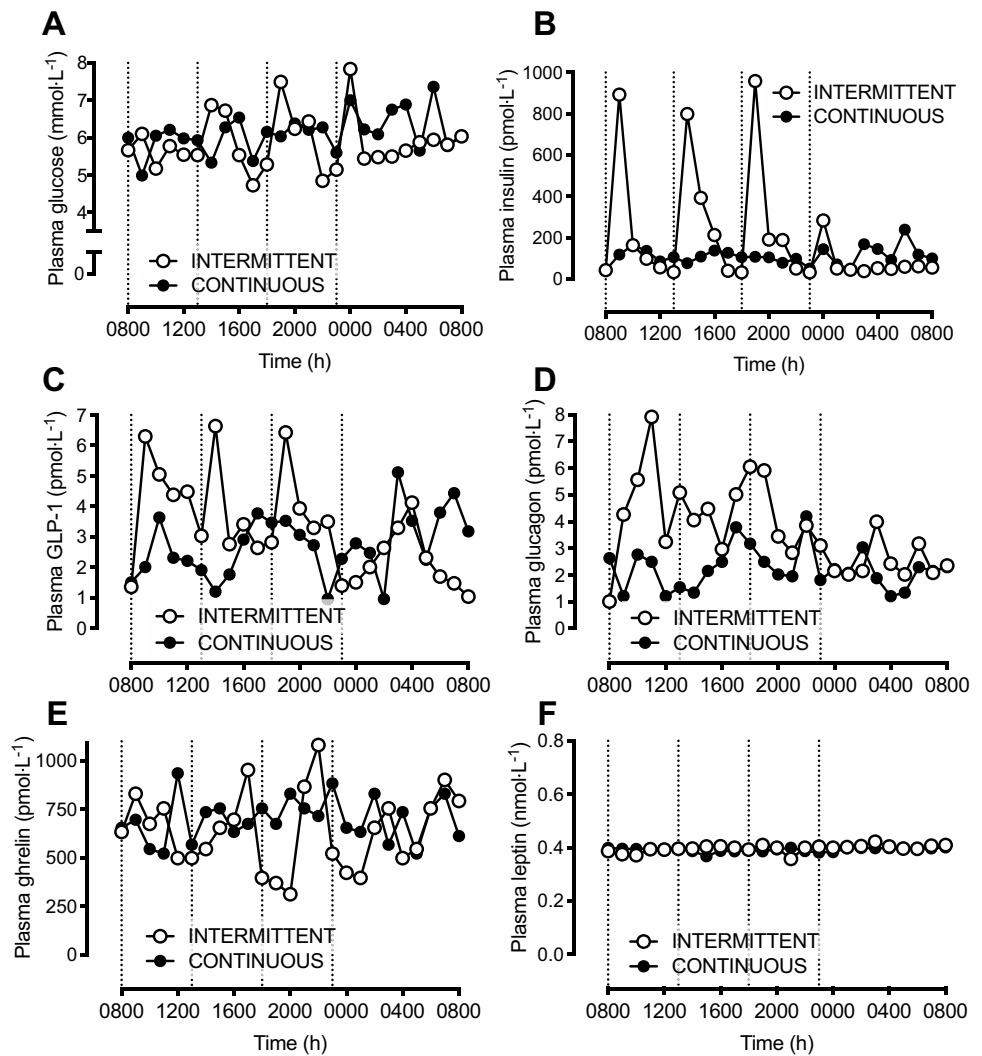 A
Plasma glucose (mmol·L-1)
8
7
6
5
4
0
INTERMITTENT
CONTINUOUS
0800 1200 1600 2000 0000 0400 0800
Time (h)
B
Plasma insulin (pmol·L-1)
1000
800
600
400
200
0
INTERMITTENT
CONTINUOUS
0800 1200 1600 2000 0000 0400 0800
Time (h)
C
Plasma GLP-1 (pmol·L-1)
7
6
5
4
3
2
1
0
INTERMITTENT
CONTINUOUS
0800 1200 1600 2000 0000 0400 0800
D
Plasma glucagon (pmol·L-1)
8
7
6
5
4
3
2
1
0
INTERMITTENT
CONTINUOUS
0800 1200 1600 2000 0000 0400 0800
E
Plasma ghrelin (pmol·L-1)
1000
750
500
250
0
INTERMITTENT
CONTINUOUS
0800 1200 1600 2000 0000 0400 0800
Time (h)
F
Plasma leptin (nmol·L-1)
0.8
0.6
0.4
0.2
0.0
INTERMITTENT
CONTINUOUS
0800 1200 1600 2000 0000 0400 0800
Time (h)